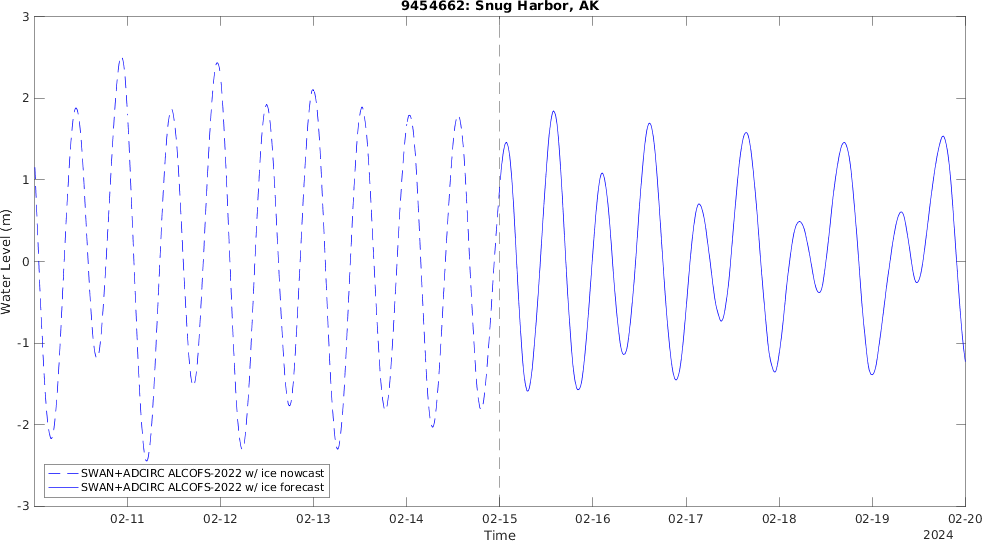 9454662: Snug Harbor, AK
3
2
1
0
-1
-2
-3
Water Level (m)
SWAN+ADCIRC ALCOFS-2022 w/ ice nowcast
SWAN+ADCIRC ALCOFS-2022 w/ ice forecast
02-11 02-12 02-13 02-14 02-15 02-16 02-17 02-18 02-19 02-20
Time
2024